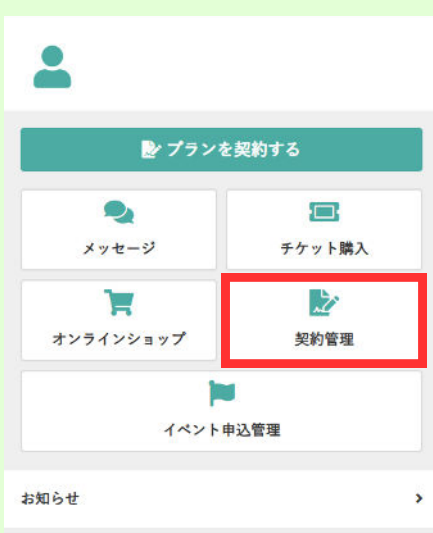 プランを契約する
メッセージ
チケット購入
オンラインショップ
契約管理
イベント申込管理
お知らせ